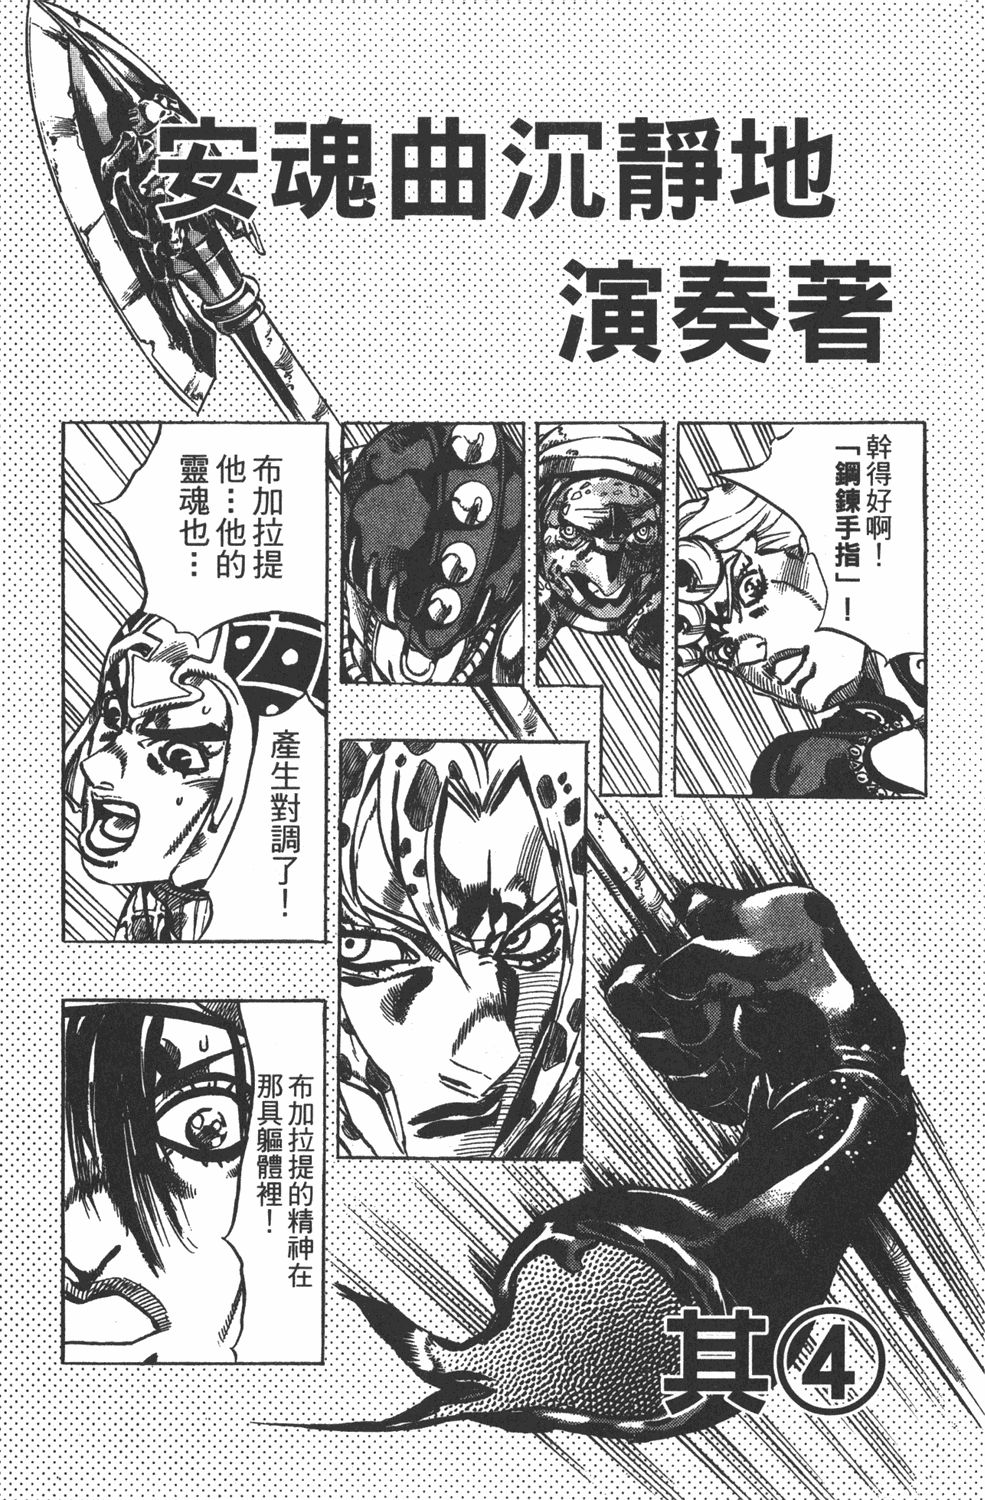 安魂曲沉靜地
演奏著
幹得好啊！
「鋼鍊手指」！
布加拉提
他…他的
靈魂也…
產生對調了！
布加拉提的精神在
那具軀體裡！
其④